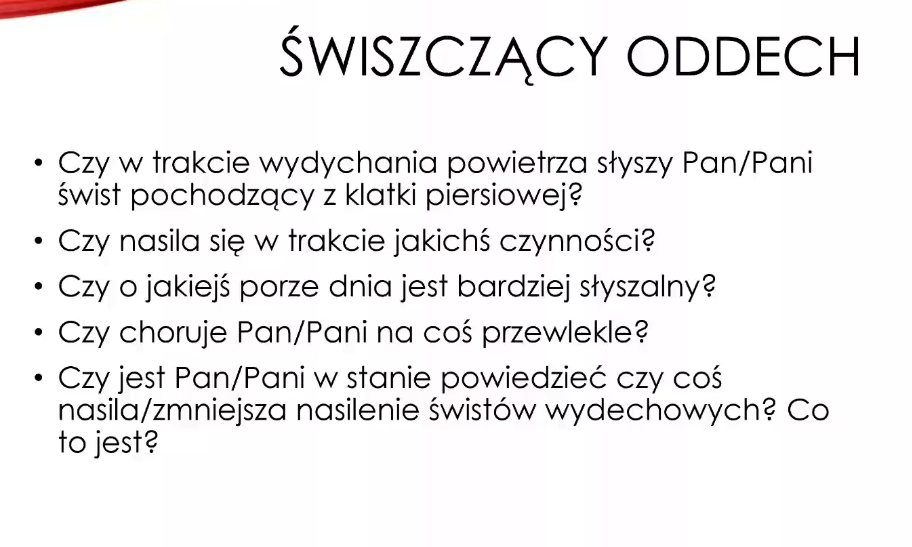 ŚWISZCZĄCY ODDECH
• Czy w trakcie wydychania powietrza słyszy Pan/Pani
świst pochodzący z klatki piersiowej?
• Czy nasila się w trakcie jakichś czynności?
• Czy o jakiejś porze dnia jest bardziej słyszalny?
• Czy choruje Pan/Pani na coś przewlekle?
• Czy jest Pan/Pani w stanie powiedzieć czy coś
nasila/zmniejsza nasilenie świstów wydechowych? Co
to jest?